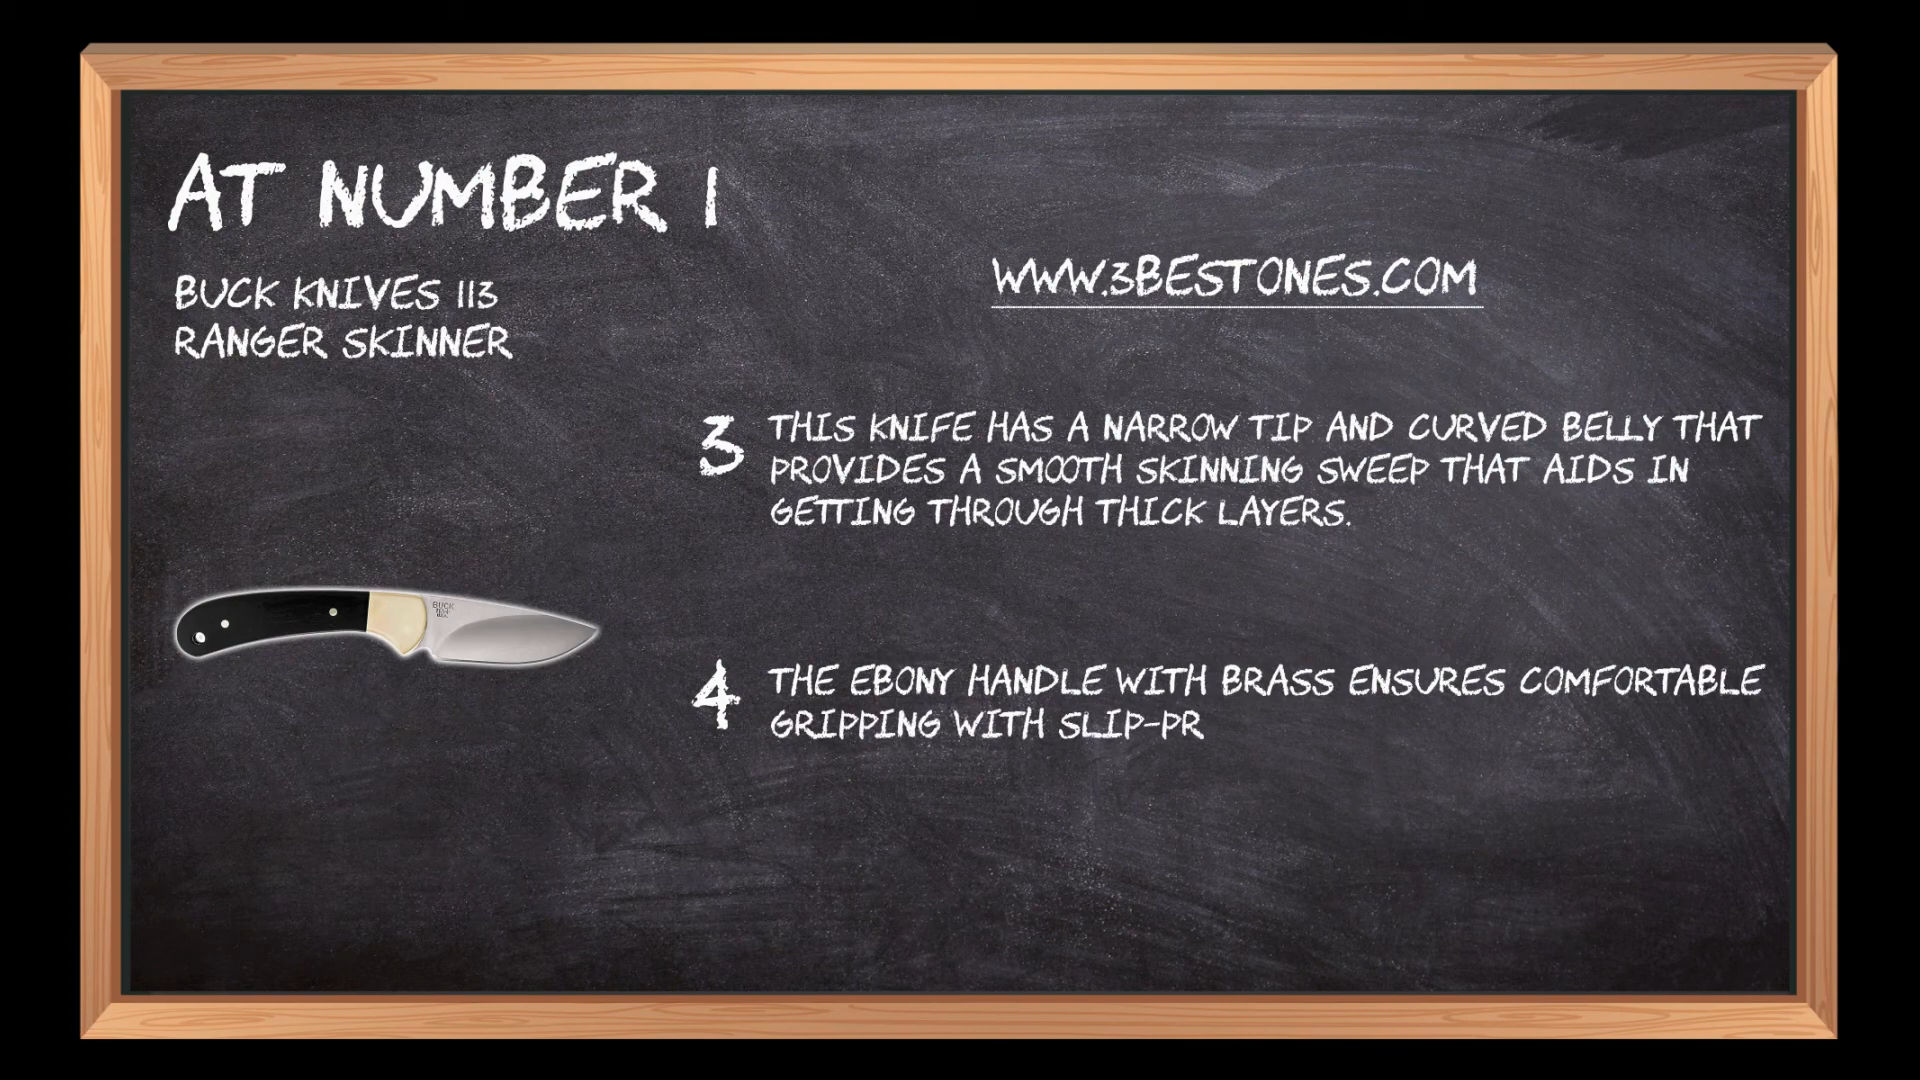 AT NUMBER 1
BUCK KNIVES 113
RANGER SKINNER
WWW.3BESTONES.COM
3 THIS KNIFE HAS A NARROW TIP AND CURVED BELLY THAT
PROVIDES A SMOOTH SKINNING SWEEP THAT AIDS IN
GETTING THROUGH THICK LAYERS.
BUCK
4 THE EBONY HANDLE WITH BRASS ENSURES COMFORTABLE
GRIPPING WITH SLIP-PR